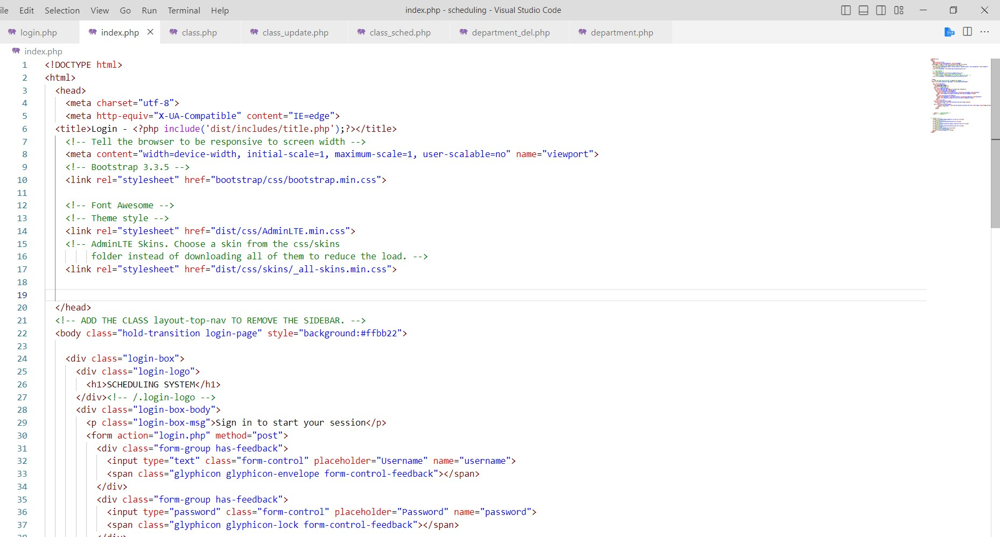 ile Edit Selection View Go Run Terminal Help index.php - scheduling - Visual Studio Code
login.php index.php class.php class_update.php class_sched.php department_del.php department.php
index.php
1 <!DOCTYPE html>
2 <html>
3 <head>
4 <meta charset="utf-8">
5 <meta http-equiv="X-UA-Compatible" content="IE=edge">
6 <title>Login - <?php include('dist/includes/title.php');?></title>
7 <!-- Tell the browser to be responsive to screen width -->
8 <meta content="width=device-width, initial-scale=1, maximum-scale=1, user-scalable=no" name="viewport">
9 <!-- Bootstrap 3.3.5 -->
10 <link rel="stylesheet" href="bootstrap/css/bootstrap.min.css">
11
12 <!-- Font Awesome -->
13 <!-- Theme style -->
14 <link rel="stylesheet" href="dist/css/AdminLTE.min.css">
15 <!-- AdminLTE Skins. Choose a skin from the css/skins
16 folder instead of downloading all of them to reduce the load. -->
17 <link rel="stylesheet" href="dist/css/skins/_all-skins.min.css">
18
19
20 </head>
21 <!-- ADD THE CLASS layout-top-nav TO REMOVE THE SIDEBAR. -->
22 <body class="hold-transition login-page" style="background:#ffbb22">
23
24 <div class="login-box">
25 <div class="login-logo">
26 <h1>SCHEDULING SYSTEM</h1>
27 </div><!-- /.login-logo -->
28 <div class="login-box-body">
29 <p class="login-box-msg">Sign in to start your session</p>
30 <form action="login.php" method="post">
31 <div class="form-group has-feedback">
32 <input type="text" class="form-control" placeholder="Username" name="username">
33 <span class="glyphicon glyphicon-envelope form-control-feedback"></span>
34 </div>
35 <div class="form-group has-feedback">
36 <input type="password" class="form-control" placeholder="Password" name="password">
37 <span class="glyphicon glyphicon-lock form-control-feedback"></span>
38 </div>